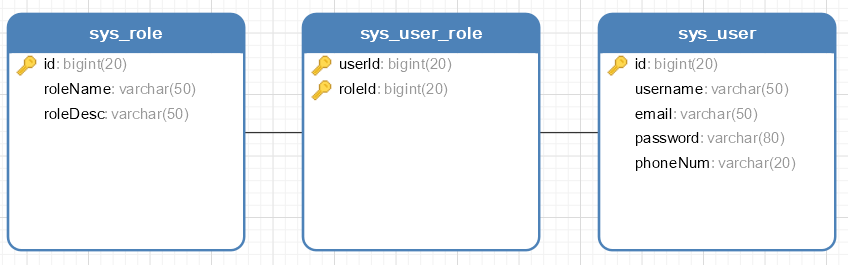 sys_role
id: bigint(20)
roleName: varchar(50)
roleDesc: varchar(50)
sys_user_role
userId: bigint(20)
roleId: bigint(20)
sys_user
id: bigint(20)
username: varchar(50)
email: varchar(50)
password: varchar(80)
phoneNum: varchar(20)